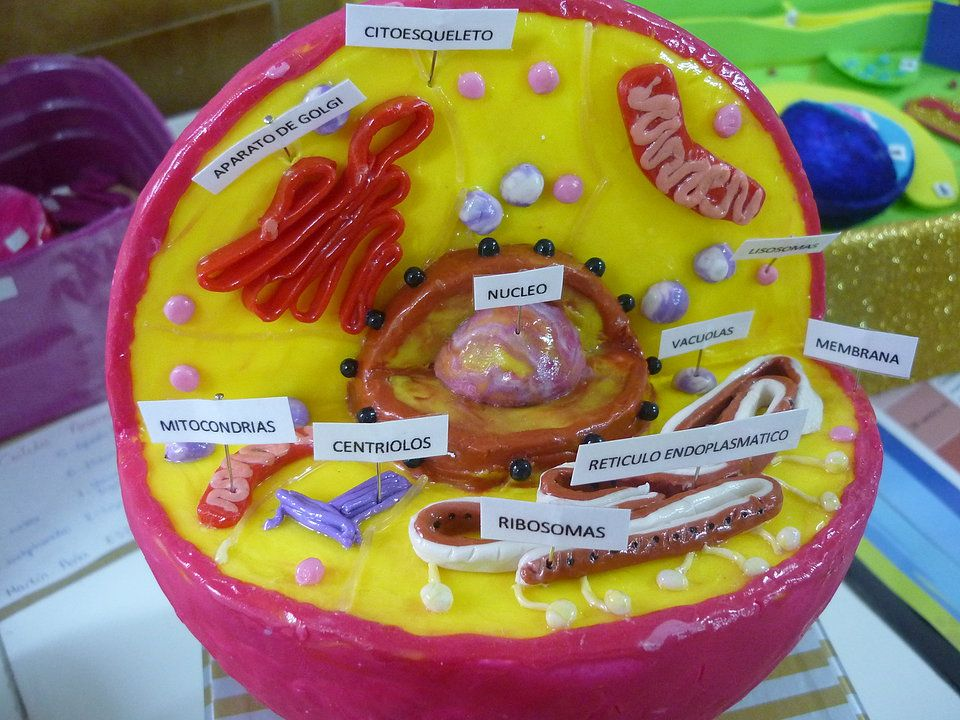 CITOESQUELETO
APARATO DE GOLGI
NUCLEO
LISOSOMAS
VACUOLAS
MEMBRANA
MITOCONDRIAS
CENTRIOLOS
RETICULO ENDOPLASMATICO
RIBOSOMAS